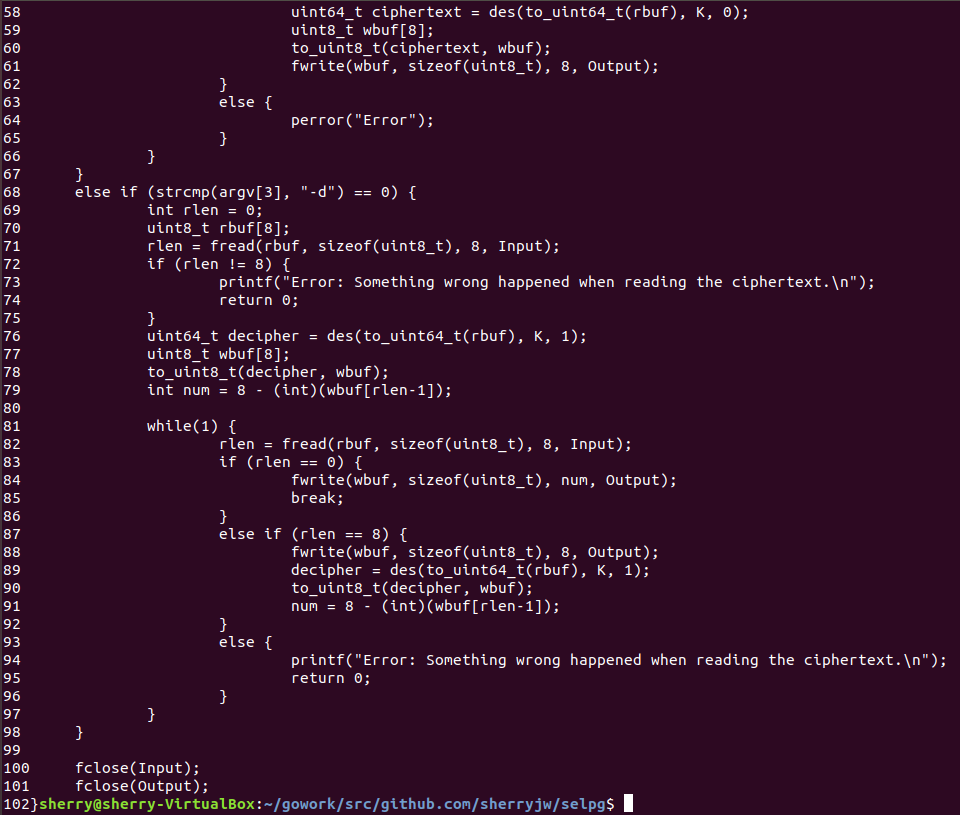 58                              uint64_t ciphertext = des(to_uint64_t(rbuf), K, 0);
59                              uint8_t wbuf[8];
60                              to_uint8_t(ciphertext, wbuf);
61                              fwrite(wbuf, sizeof(uint8_t), 8, Output);
62                      }
63                      else {
64                              perror("Error");
65                      }
66              }
67      }
68      else if (strcmp(argv[3], "-d") == 0) {
69              int rlen = 0;
70              uint8_t rbuf[8];
71              rlen = fread(rbuf, sizeof(uint8_t), 8, Input);
72              if (rlen != 8) {
73                      printf("Error: Something wrong happened when reading the ciphertext.\n");
74                      return 0;
75              }
76              uint64_t decipher = des(to_uint64_t(rbuf), K, 1);
77              uint8_t wbuf[8];
78              to_uint8_t(decipher, wbuf);
79              int num = 8 - (int)(wbuf[rlen-1]);
80
81              while(1) {
82                      rlen = fread(rbuf, sizeof(uint8_t), 8, Input);
83                      if (rlen == 0) {
84                              fwrite(wbuf, sizeof(uint8_t), num, Output);
85                              break;
86                      }
87                      else if (rlen == 8) {
88                              fwrite(wbuf, sizeof(uint8_t), 8, Output);
89                              decipher = des(to_uint64_t(rbuf), K, 1);
90                              to_uint8_t(decipher, wbuf);
91                              num = 8 - (int)(wbuf[rlen-1]);
92                      }
93                      else {
94                              printf("Error: Something wrong happened when reading the ciphertext.\n");
95                              return 0;
96                      }
97              }
98      }
99
100     fclose(Input);
101     fclose(Output);
102}sherry@sherry-VirtualBox:~/gowork/src/github.com/sherryjw/selpg$